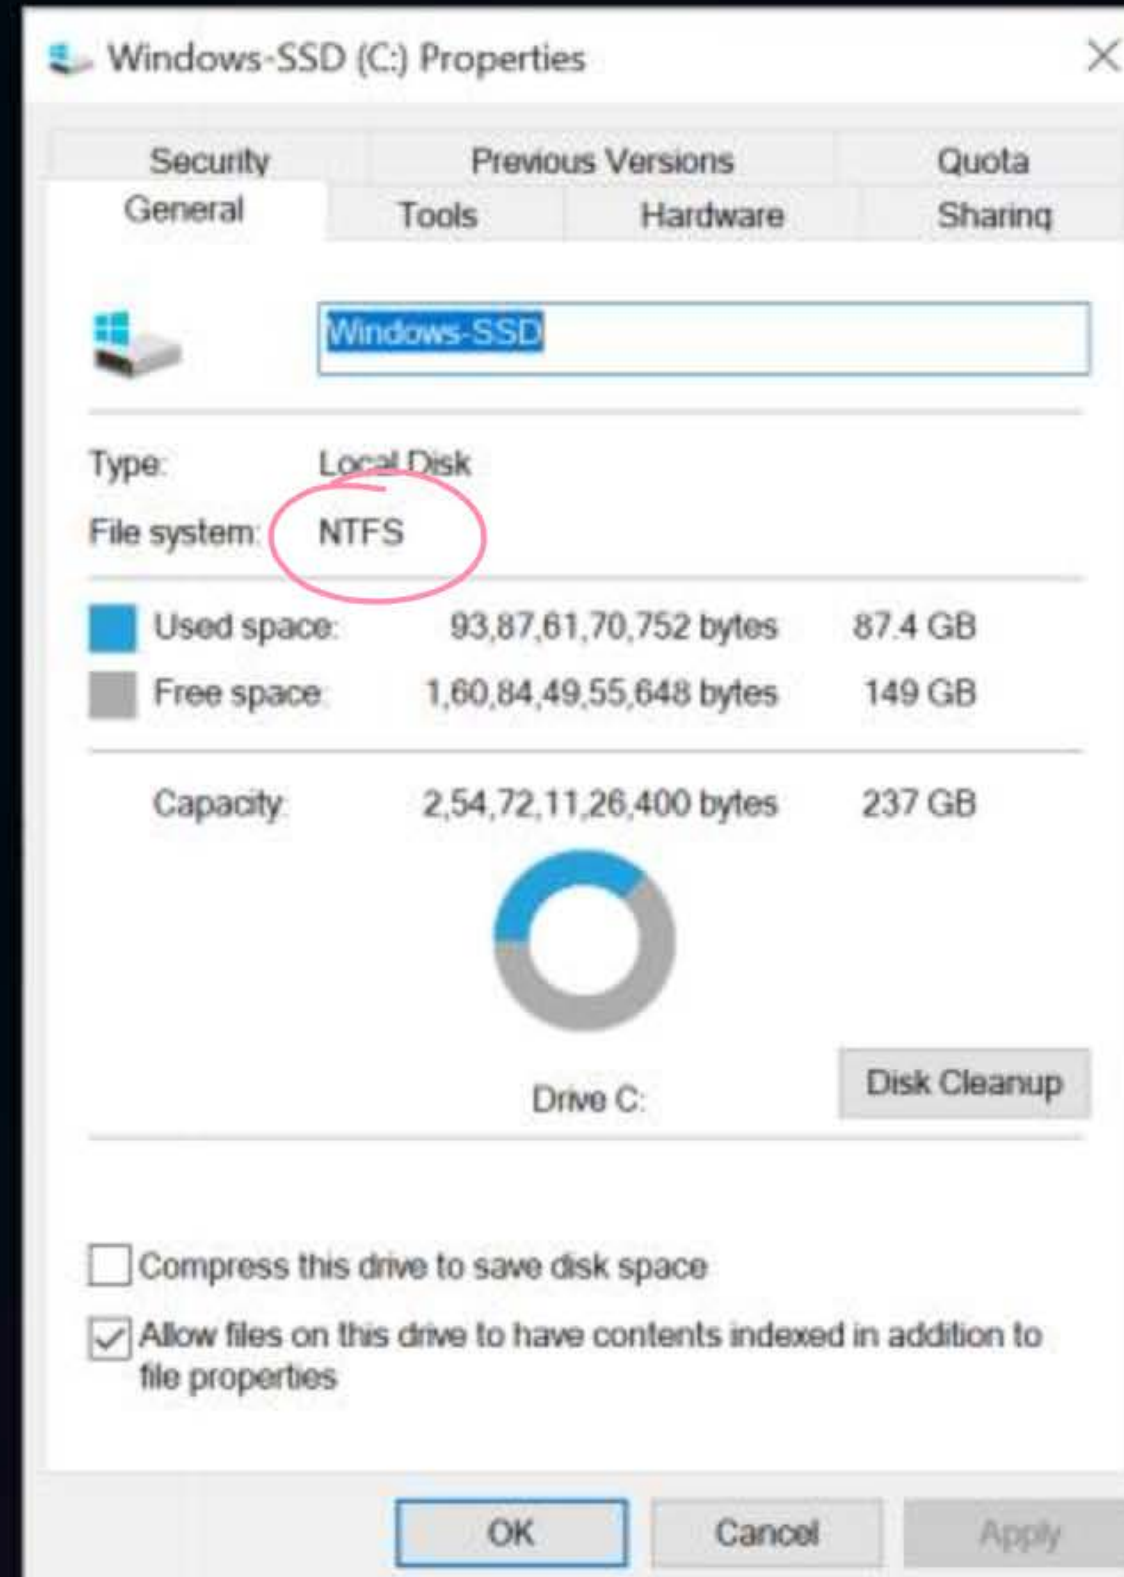 Windows-SSD (C:) Properties
Security Previous Versions Quota
General Tools Hardware Sharing
Windows-SSD
Type: Local Disk
File system: NTFS
Used space: 93,87,61,70,752 bytes 87.4 GB
Free space: 1,60,84,49,55,648 bytes 149 GB
Capacity: 2,54,72,11,26,400 bytes 237 GB
Drive C:
Disk Cleanup
Compress this drive to save disk space
Allow files on this drive to have contents indexed in addition to
file properties
OK Cancel Apply